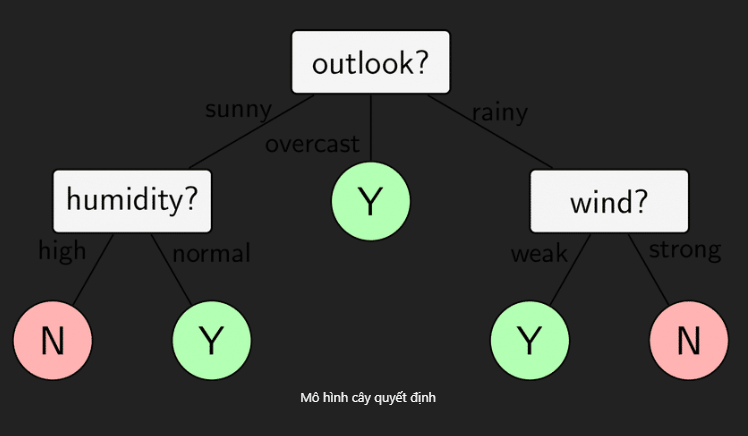 outlook?
sunny
overcast
rainy
humidity?
Y
wind?
high
normal
weak
strong
N
Y
Y
N
Mô hình cây quyết định